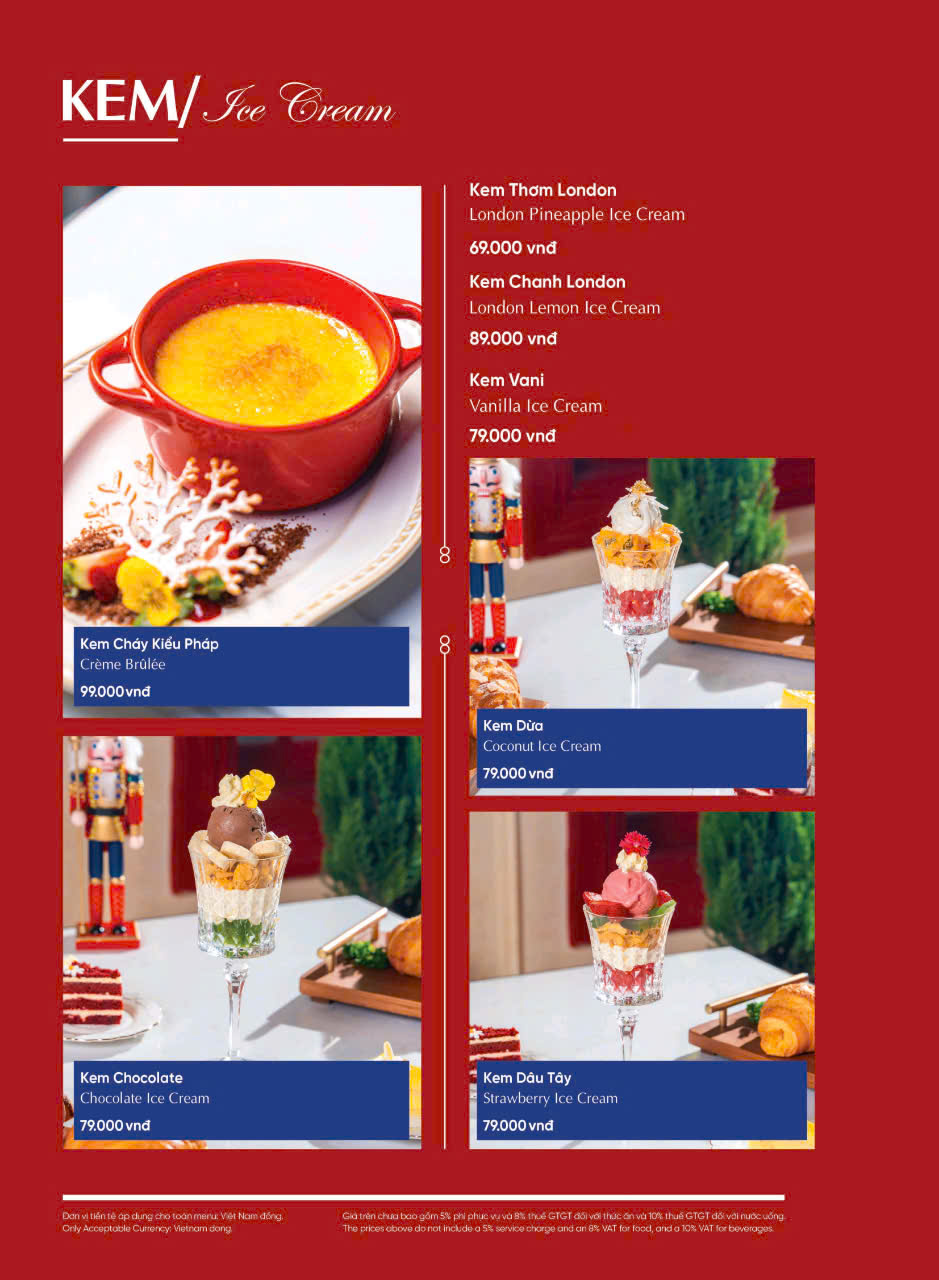 KEM/ Ice Cream
Kem Thơm London
London Pineapple Ice Cream
69.000 vnđ
Kem Chanh London
London Lemon Ice Cream
89.000 vnđ
Kem Vani
Vanilla Ice Cream
79.000 vnđ
Kem Cháy Kiểu Pháp
Crème Brûlée
99.000 vnđ
Kem Dừa
Coconut Ice Cream
79.000 vnđ
Kem Chocolate
Chocolate Ice Cream
79.000 vnđ
Kem Dâu Tây
Strawberry Ice Cream
79.000 vnđ
Đơn vị tiền tệ áp dụng cho toàn menu: Việt Nam đồng.
Only Acceptable Currency: Vietnam dong.
Giá trên chưa bao gồm 5% phí phục vụ và 8% thuế GTGT đối với thức ăn và 10% thuế GTGT đối với nước uống.
The prices above do not include a 5% service charge and an 8% VAT for food, and a 10% VAT for beverages.